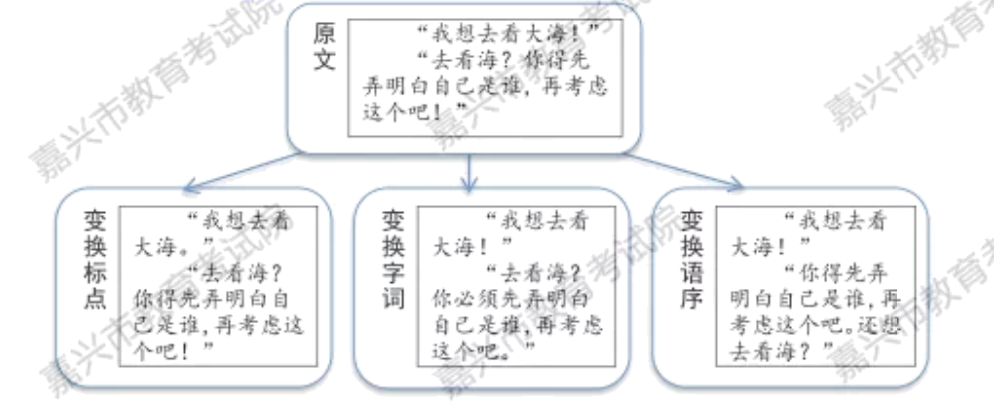 原文
“我想去看大海！”
“去看海？你得先
弄明白自己是谁，再考虑
这个吧！”
变换标点
“我想去看
大海。”
“去看海？
你得先弄明白自
己是谁，再考虑这
个吧！”
变换字词
“我想去看
大海！”
“去看海？
你必须先弄明白
自己是谁，再考虑
这个吧。”
变换语序
“我想去看
大海！”
“你得先弄
明白自己是谁，再
考虑这个吧。还想
去看海？”
嘉兴市教育考试院
嘉兴市教育考试院
嘉兴市教育
嘉兴市教育考试院
嘉兴市教育考试院
嘉兴市教育考